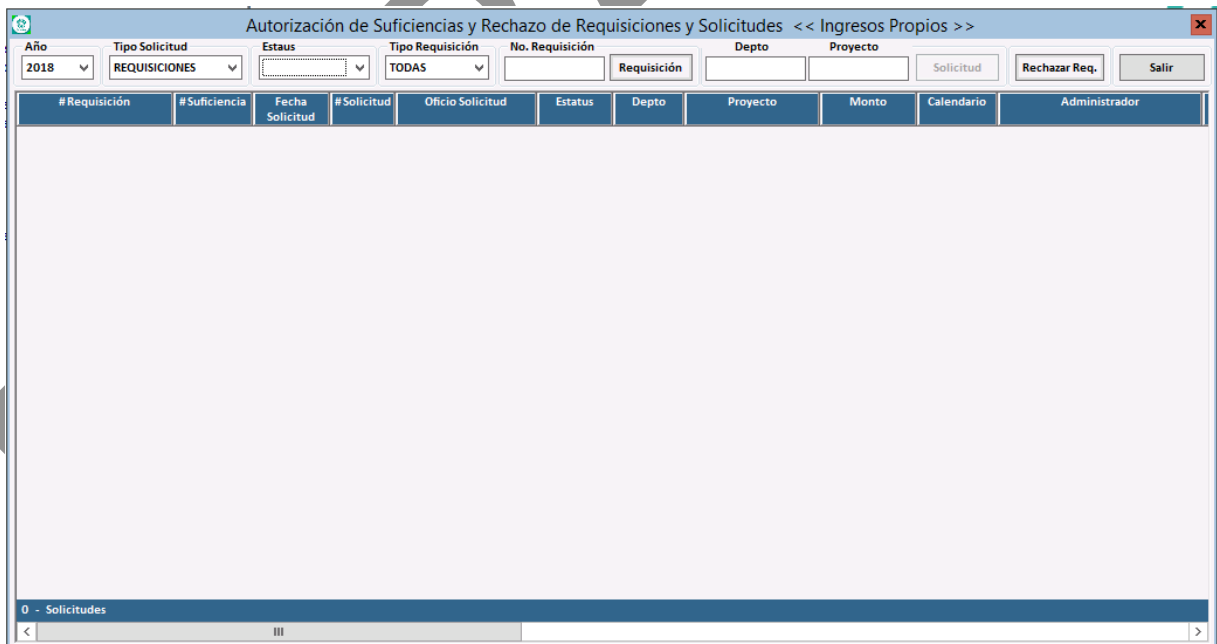 Autorización de Suficiencias y Rechazo de Requisiciones y Solicitudes << Ingresos Propios >>
Año Tipo Solicitud Estaus Tipo Requisición No. Requisición Depto Proyecto
2018 REQUISICIONES TODAS Requisición Solicitud Rechazar Req. Salir
#Requisición #Suficiencia Fecha Solicitud #Solicitud Oficio Solicitud Estatus Depto Proyecto Monto Calendario Administrador
0 - Solicitudes